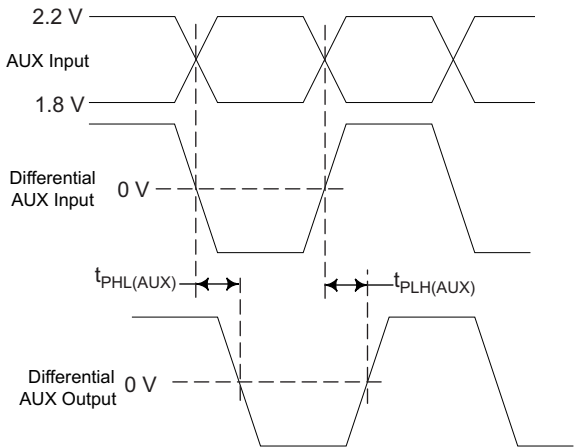 2.2 V
AUX Input
1.8 V
Differential
AUX Input
0 V
tPHL(AUX)
tPLH(AUX)
Differential
AUX Output
0 V